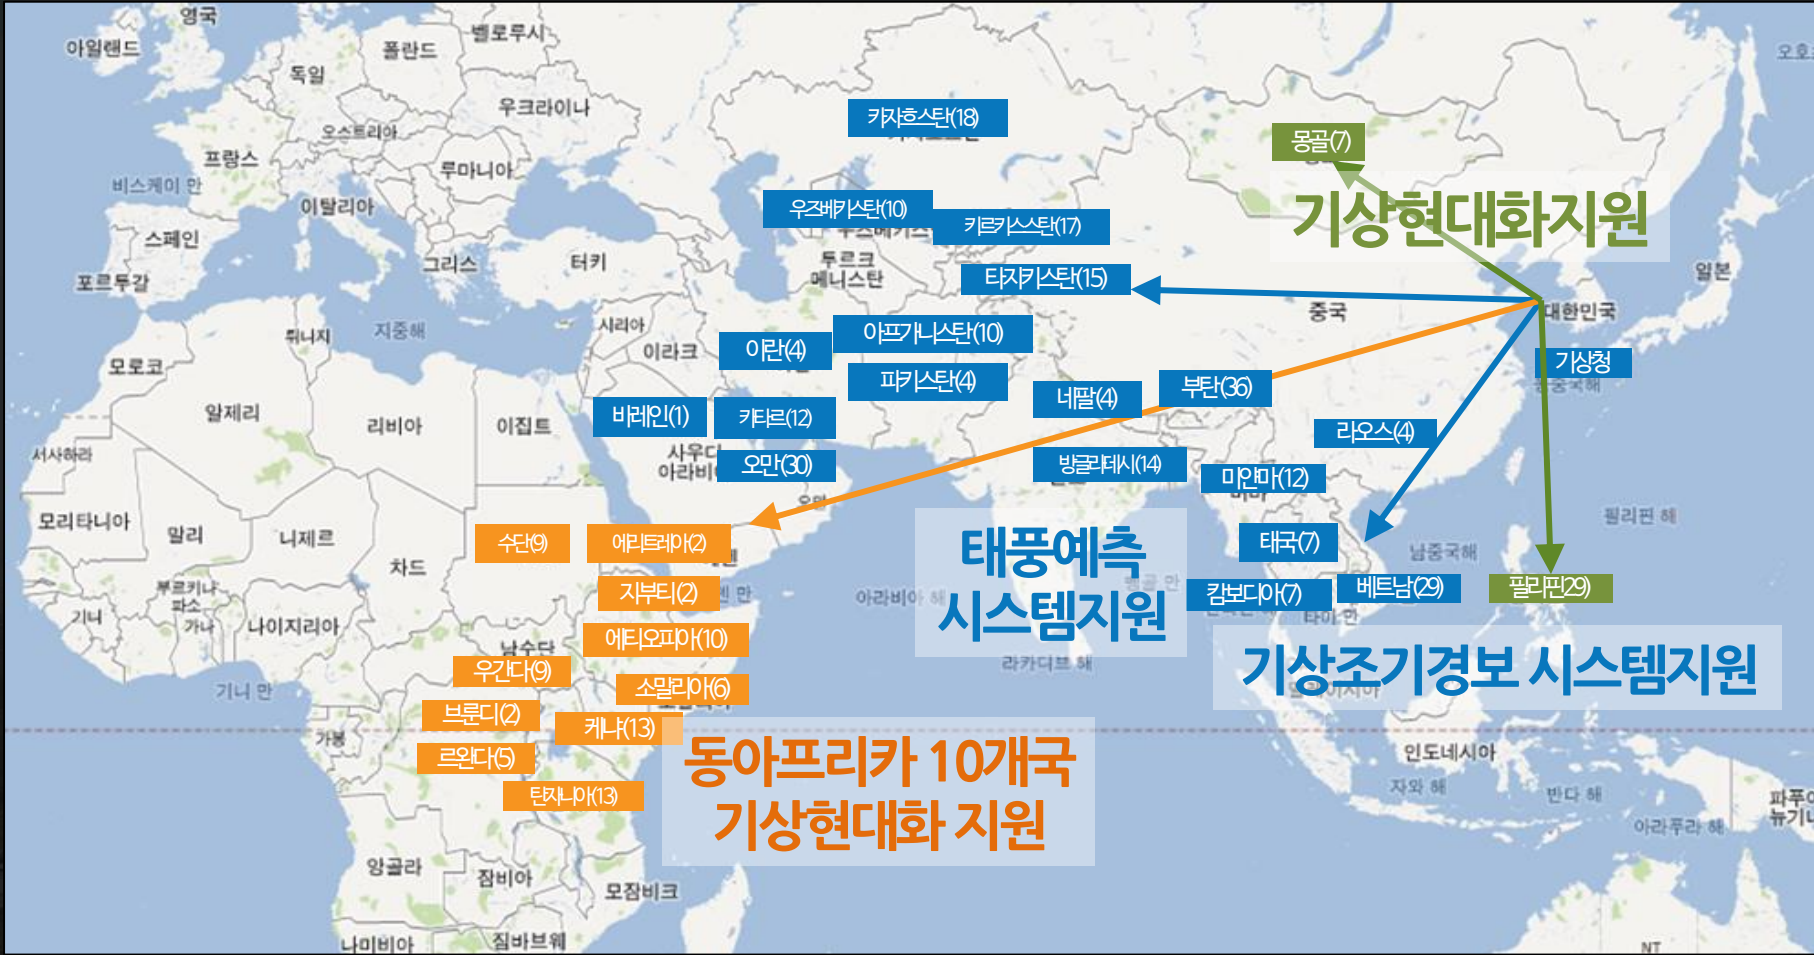 영국
아일랜드
벨로루시
폴란드
독일
우크라이나
오스트리아
프랑스
루마니아
비스케이 만
이탈리아
스페인
그리스
터키
포르투갈
카자흐스탄(18)
우즈베키스탄(10)
키르키스스탄(17)
투르크
메니스탄
타지키스탄(15)
몽골(7)
기상현대화지원
일본
중국
대한민국
기상청
튀니지
지중해
시리아
이라크
이란(4)
아프가니스탄(10)
파키스탄(4)
네팔(4)
부탄(36)
모로코
알제리
리비아
이집트
바레인(1)
카타르(12)
라오스(4)
서사하라
사우디
아라비
오만(30)
방글라데시(14)
미얀마(12)
모리타니아
말리
니제르
차드
수단(9)
에리트레아(2)
태풍예측
시스템지원
태국(7)
남중국해
필리핀 해
부르키나
파소
지부티(2)
아라비아 해
캄보디아(7)
베트남(29)
필리핀29)
기니
가나
나이지리아
남수단
에티오피아(10)
타이 만
라카디브 해
기상조기경보 시스템지원
우간다(9)
소말리아(6)
기니 만
브룬디(2)
케냐(13)
가봉
르완다(5)
탄자니아(13)
동아프리카 10개국
기상현대화 지원
인도네시아
자와 해
반다 해
아라푸라 해
앙골라
잠비아
모잠비크
나미비아
짐바브웨
NT